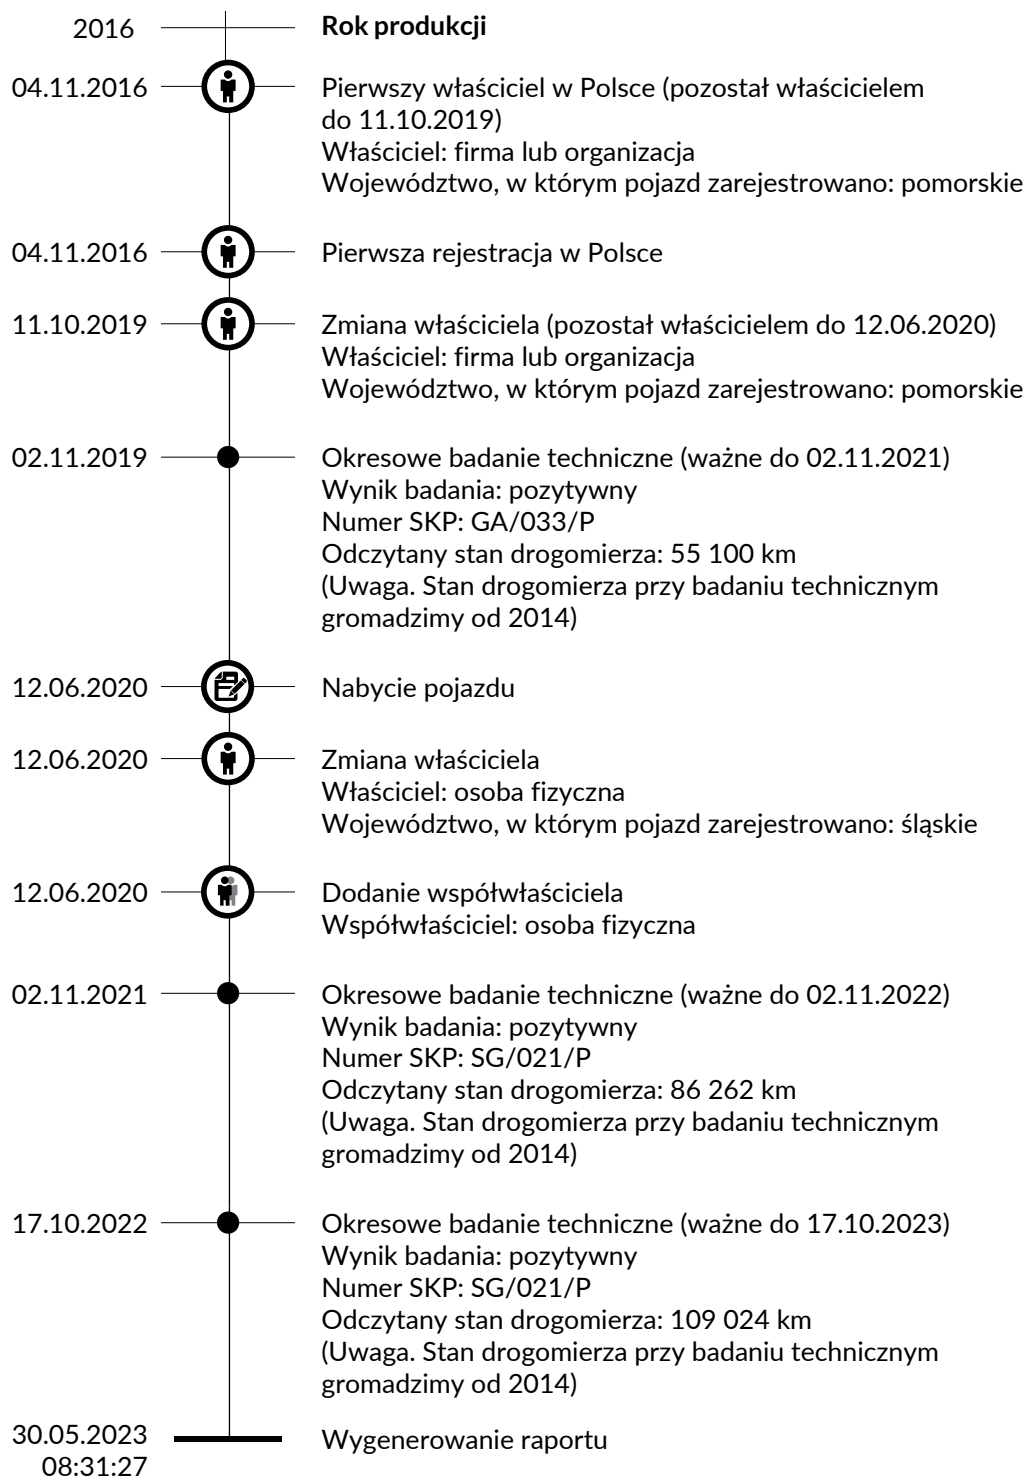 2016 Rok produkcji
04.11.2016 Pierwszy właściciel w Polsce (pozostał właścicielem
do 11.10.2019)
Właściciel: firma lub organizacja
Województwo, w którym pojazd zarejestrowano: pomorskie
04.11.2016 Pierwsza rejestracja w Polsce
11.10.2019 Zmiana właściciela (pozostał właścicielem do 12.06.2020)
Właściciel: firma lub organizacja
Województwo, w którym pojazd zarejestrowano: pomorskie
02.11.2019 Okresowe badanie techniczne (ważne do 02.11.2021)
Wynik badania: pozytywny
Numer SKP: GA/033/P
Odczytany stan drogomierza: 55 100 km
(Uwaga. Stan drogomierza przy badaniu technicznym
gromadzimy od 2014)
12.06.2020 Nabycie pojazdu
12.06.2020 Zmiana właściciela
Właściciel: osoba fizyczna
Województwo, w którym pojazd zarejestrowano: śląskie
12.06.2020 Dodanie współwłaściciela
Współwłaściciel: osoba fizyczna
02.11.2021 Okresowe badanie techniczne (ważne do 02.11.2022)
Wynik badania: pozytywny
Numer SKP: SG/021/P
Odczytany stan drogomierza: 86 262 km
(Uwaga. Stan drogomierza przy badaniu technicznym
gromadzimy od 2014)
17.10.2022 Okresowe badanie techniczne (ważne do 17.10.2023)
Wynik badania: pozytywny
Numer SKP: SG/021/P
Odczytany stan drogomierza: 109 024 km
(Uwaga. Stan drogomierza przy badaniu technicznym
gromadzimy od 2014)
30.05.2023 Wygenerowanie raportu
08:31:27